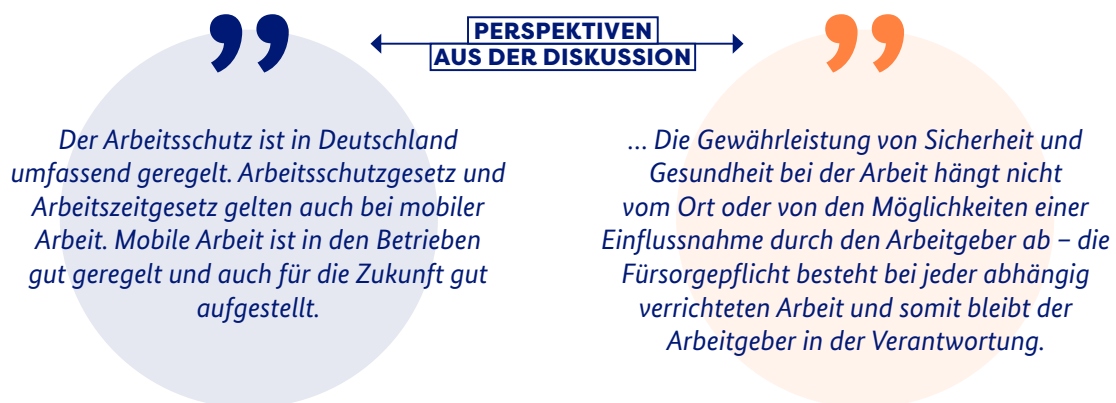 PERSPEKTIVEN
AUS DER DISKUSSION
Der Arbeitsschutz ist in Deutschland
umfassend geregelt. Arbeitsschutzgesetz und
Arbeitszeitgesetz gelten auch bei mobiler
Arbeit. Mobile Arbeit ist in den Betrieben
gut geregelt und auch für die Zukunft gut
aufgestellt.
... Die Gewährleistung von Sicherheit und
Gesundheit bei der Arbeit hängt nicht
vom Ort oder von den Möglichkeiten einer
Einflussnahme durch den Arbeitgeber ab – die
Fürsorgepflicht besteht bei jeder abhängig
verrichteten Arbeit und somit bleibt der
Arbeitgeber in der Verantwortung.